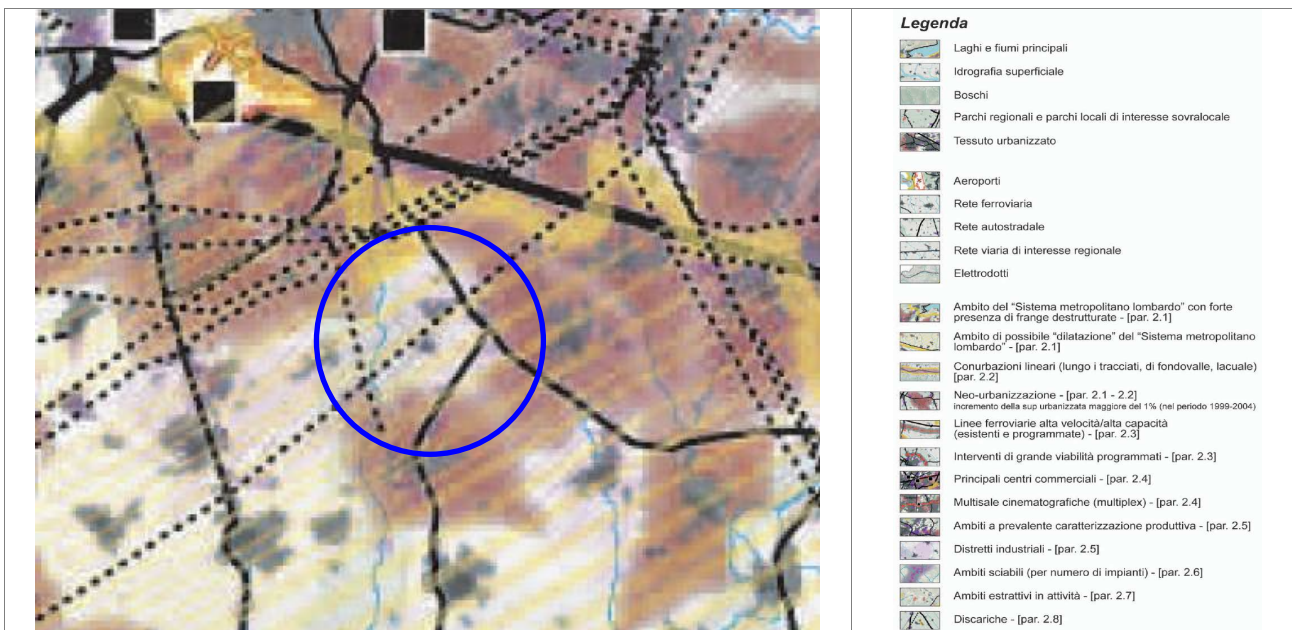 Legenda
Laghi e fiumi principali
Idrografia superficiale
Boschi
Parchi regionali e parchi locali di interesse sovralocale
Tessuto urbanizzato
Aeroporti
Rete ferroviaria
Rete autostradale
Rete viaria di interesse regionale
Elettrodotti
Ambito del "Sistema metropolitano lombardo" con forte
presenza di frange destrutturate - [par. 2.1]
Ambito di possibile "dilatazione" del "Sistema metropolitano
lombardo" - [par. 2.1]
Conurbazioni lineari (lungo i tracciati, di fondovalle, lacuale)
[par. 2.2]
Neo-urbanizzazione - [par. 2.1 - 2.2]
incremento della sup urbanizzata maggiore del 1% (nel periodo 1999-2004)
Linee ferroviarie alta velocità/alta capacità
(esistenti e programmate) - [par. 2.3]
Interventi di grande viabilità programmati - [par. 2.3]
Principali centri commerciali - [par. 2.4]
Multisale cinematografiche (multiplex) - [par. 2.4]
Ambiti a prevalente caratterizzazione produttiva - [par. 2.5]
Distretti industriali - [par. 2.5]
Ambiti sciabili (per numero di impianti) - [par. 2.6]
Ambiti estrattivi in attività - [par. 2.7]
Discariche - [par. 2.8]